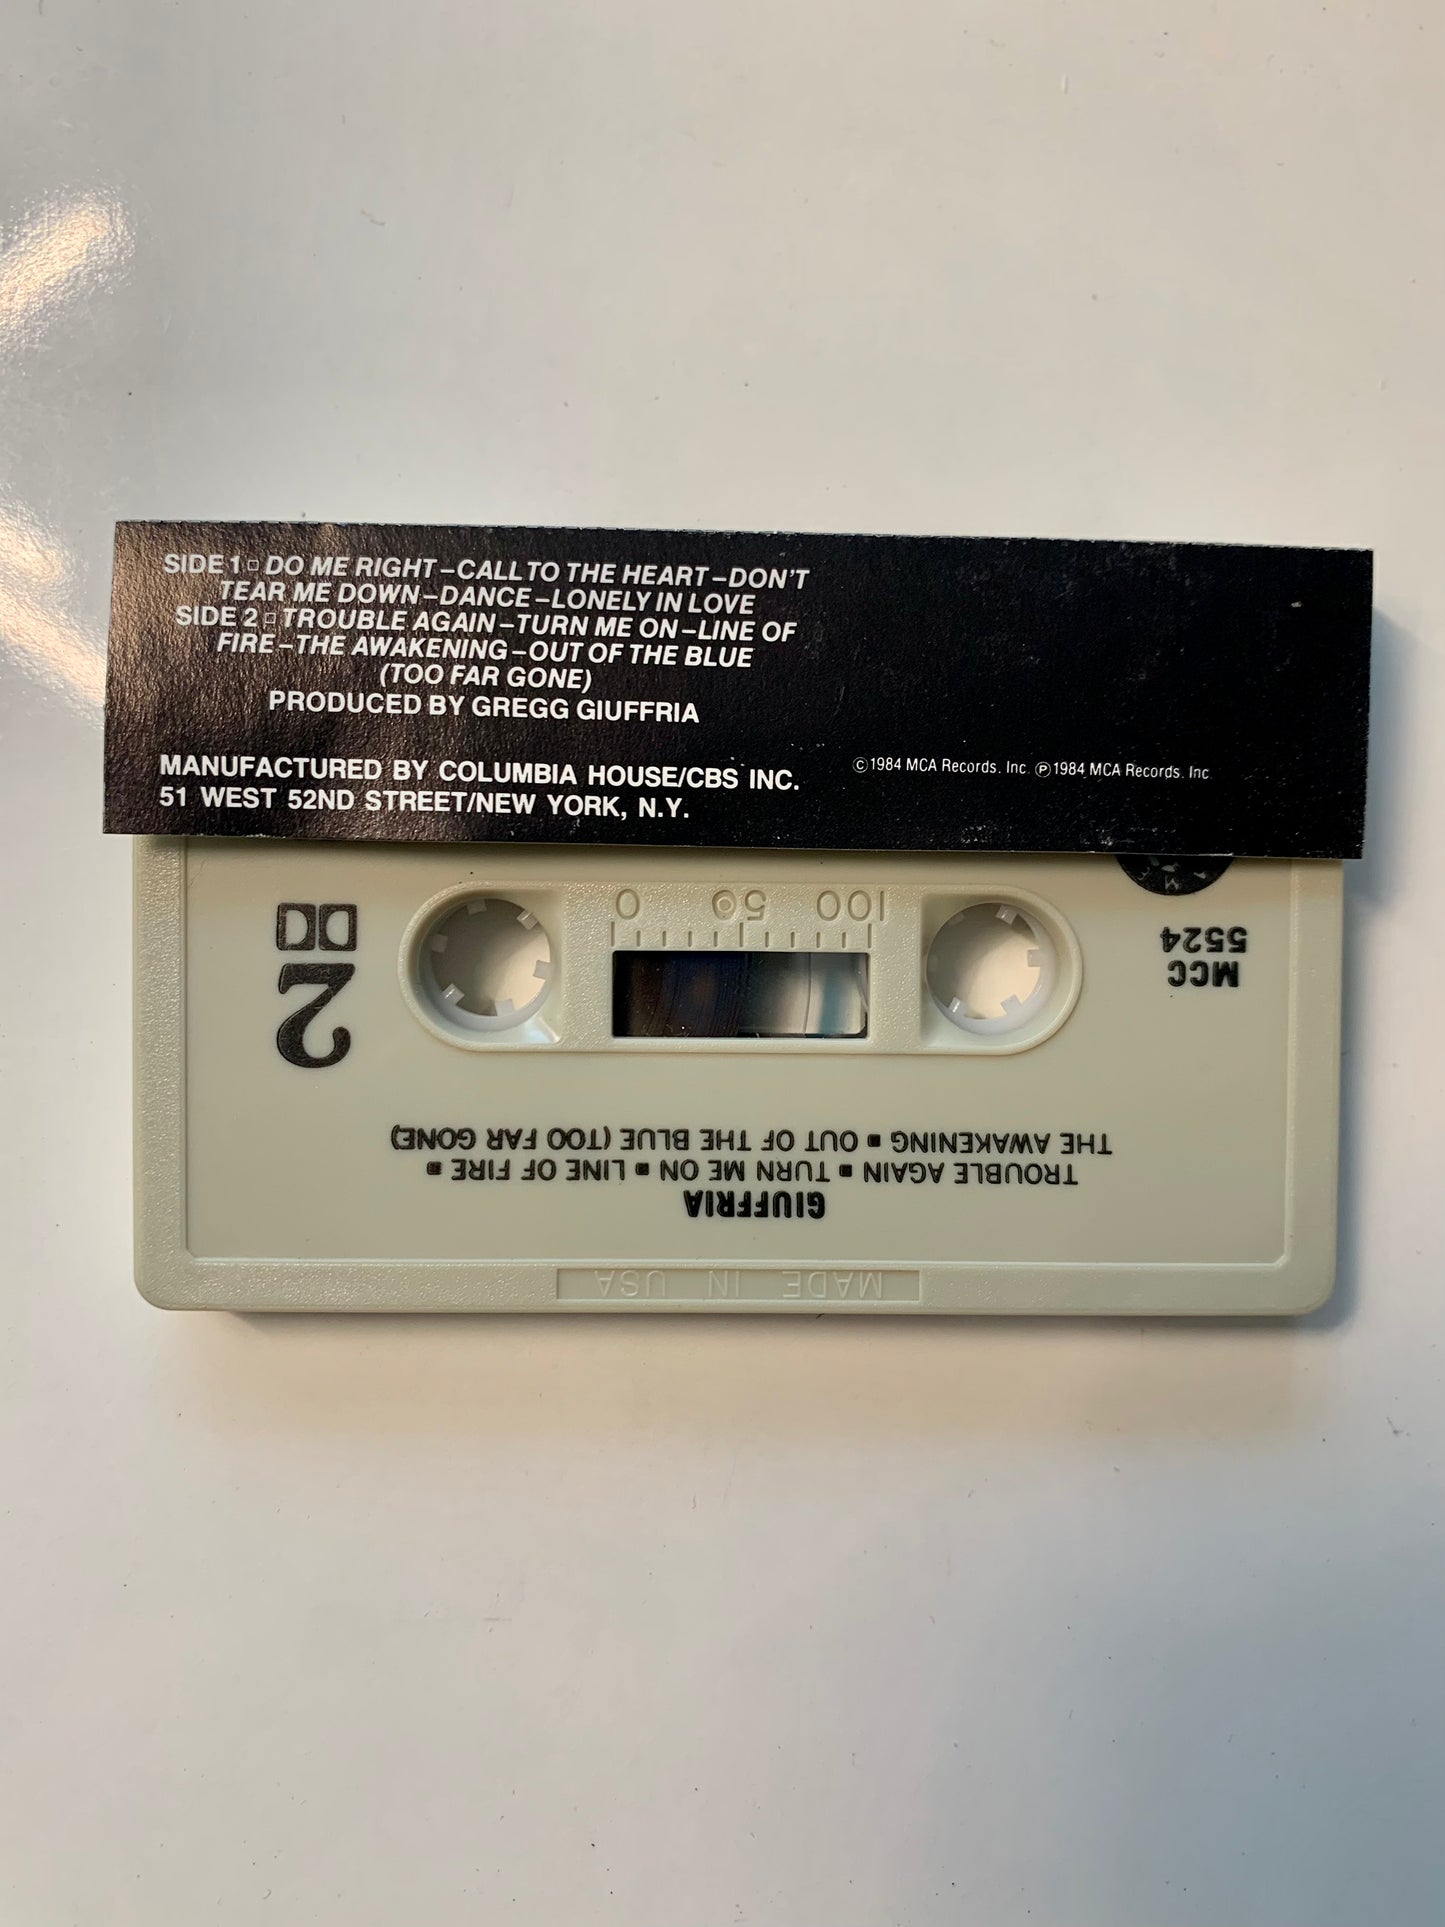 SIDE 1 □ DO ME RIGHT – CALL TO THE HEART – DON'T
TEAR ME DOWN – DANCE – LONELY IN LOVE
SIDE 2 □ TROUBLE AGAIN – TURN ME ON – LINE OF
FIRE – THE AWAKENING – OUT OF THE BLUE
(TOO FAR GONE)
PRODUCED BY GREGG GIUFFRIA
MANUFACTURED BY COLUMBIA HOUSE/CBS INC.
51 WEST 52ND STREET/NEW YORK, N.Y.
©1984 MCA Records, Inc. ℗1984 MCA Records, Inc.
MADE IN USA
GIUFFRIA
TROUBLE AGAIN ■ TURN ME ON ■ LINE OF FIRE ■
THE AWAKENING ■ OUT OF THE BLUE (TOO FAR GONE)
2
MCC
5524
100 50 0